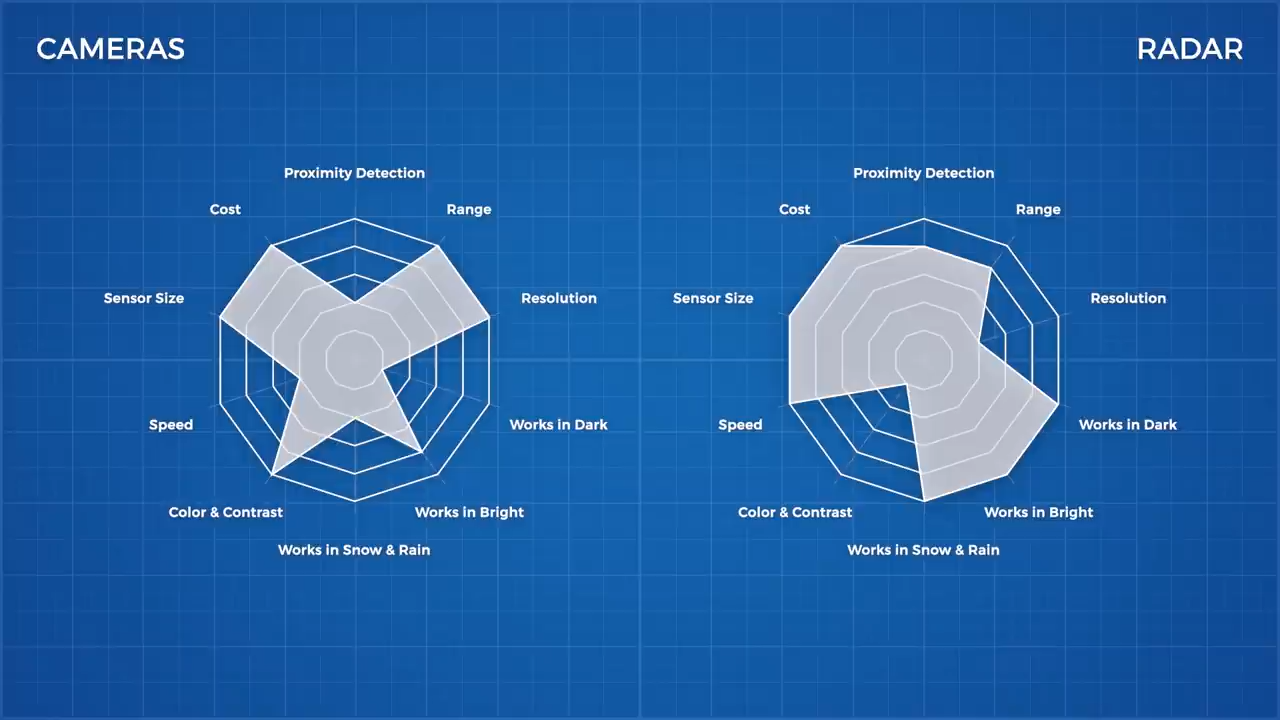 CAMERAS
RADAR
Proximity Detection
Cost
Range
Sensor Size
Resolution
Speed
Works in Dark
Color & Contrast
Works in Bright
Works in Snow & Rain
Proximity Detection
Cost
Range
Sensor Size
Resolution
Speed
Works in Dark
Color & Contrast
Works in Bright
Works in Snow & Rain